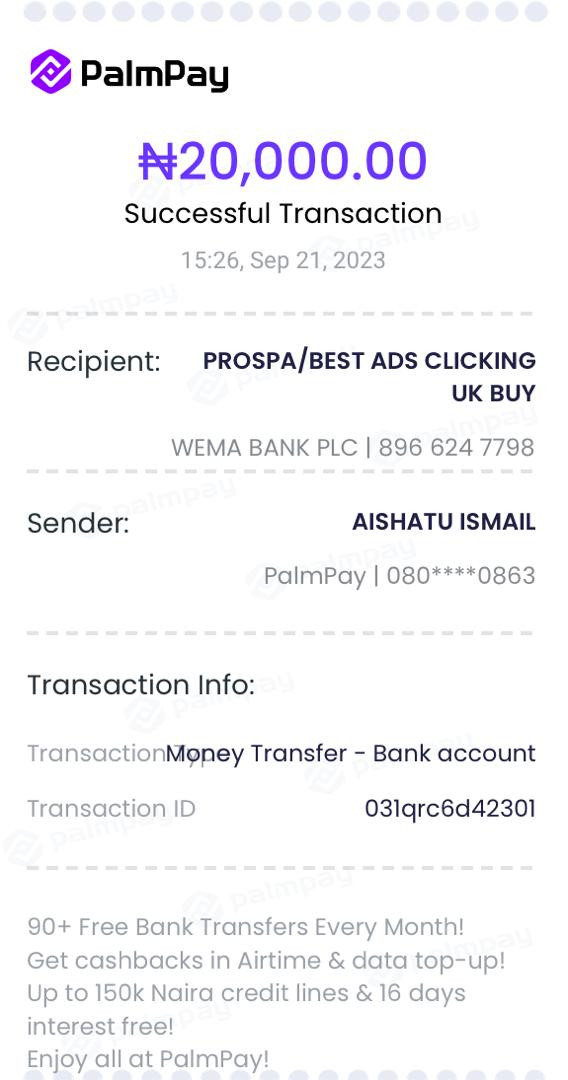 PalmPay
₦20,000.00
Successful Transaction
15:26, Sep 21, 2023
Recipient: PROSPA/BEST ADS CLICKING
UK BUY
WEMA BANK PLC | 896 624 7798
Sender: AISHATU ISMAIL
PalmPay | 080****0863
Transaction Info:
Transaction Type Money Transfer - Bank account
Transaction ID 031qrc6d42301
90+ Free Bank Transfers Every Month!
Get cashbacks in Airtime & data top-up!
Up to 150k Naira credit lines & 16 days
interest free!
Enjoy all at PalmPay!